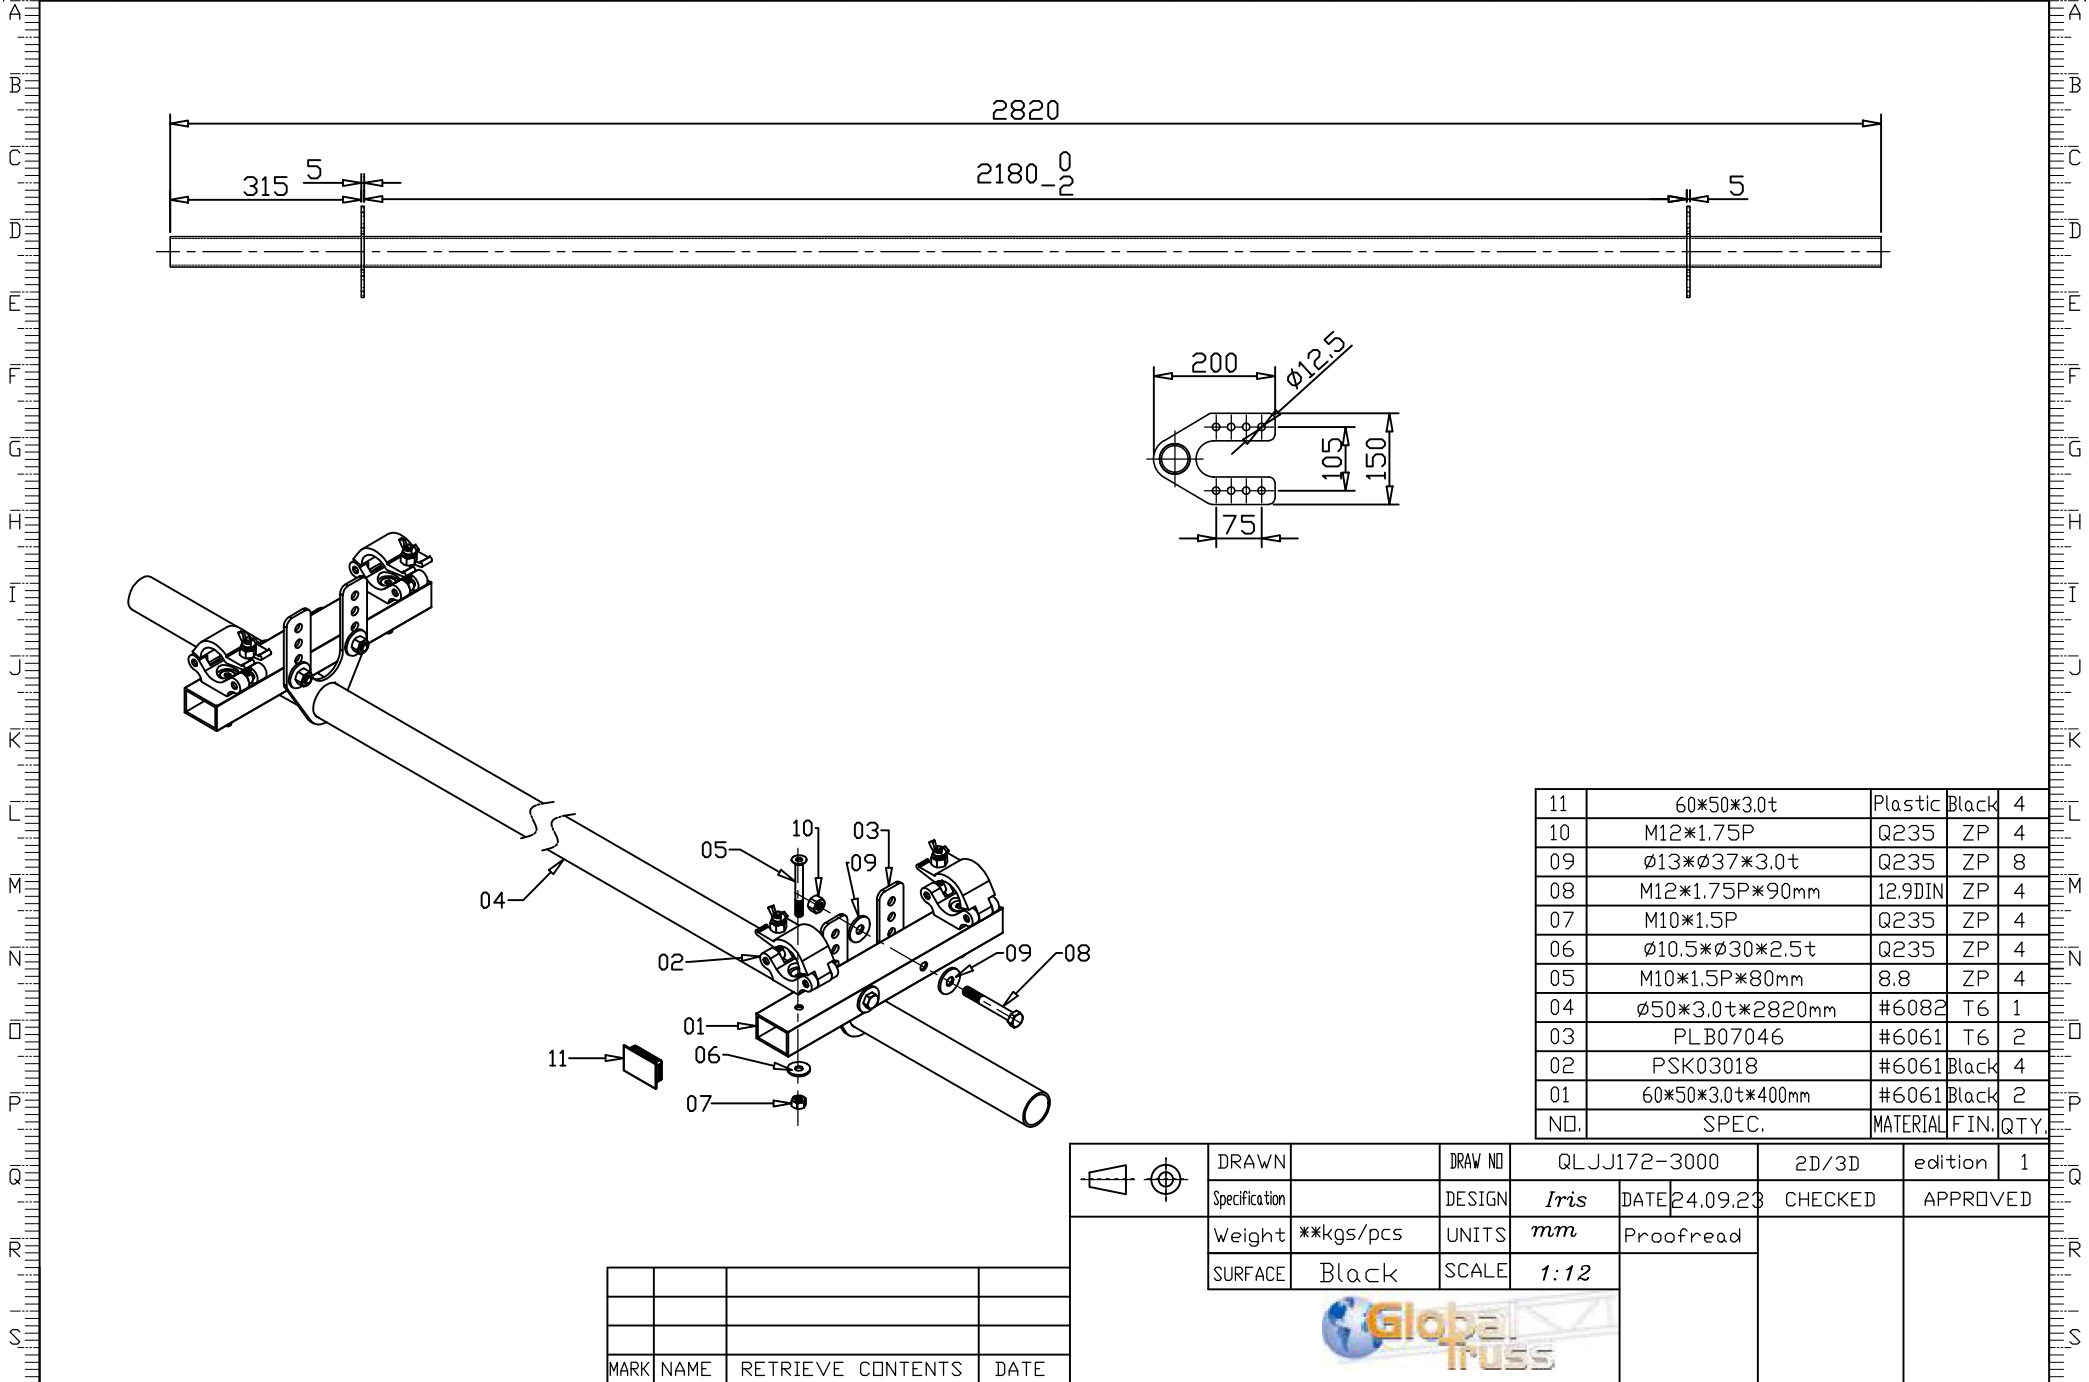 A
A
B
B
C
C
D
D
E
E
F
F
G
G
H
H
I
I
J
J
K
K
L
L
M
M
N
N
O
O
P
P
Q
Q
R
R
S
S
2820
315
5
2180 0
-2
5
200
Ø12.5
105
150
75
04
05
10
03
09
02
09
08
01
11
06
07
11 60*50*3.0t Plastic Black 4
10 M12*1.75P Q235 ZP 4
09 Ø13*Ø37*3.0t Q235 ZP 8
08 M12*1.75P*90mm 12.9DIN ZP 4
07 M10*1.5P Q235 ZP 4
06 Ø10.5*Ø30*2.5t Q235 ZP 4
05 M10*1.5P*80mm 8.8 ZP 4
04 Ø50*3.0t*2820mm #6082 T6 1
03 PLB07046 #6061 T6 2
02 PSK03018 #6061 Black 4
01 60*50*3.0t*400mm #6061 Black 2
NO. SPEC. MATERIAL FIN. QTY.
DRAWN DRAW NO QLJJ172-3000 2D/3D edition 1
Specification DESIGN Iris DATE 24.09.23 CHECKED APPROVED
Weight **kgs/pcs UNITS mm Proofread
SURFACE Black SCALE 1:12
Global
Truss
MARK NAME RETRIEVE CONTENTS DATE